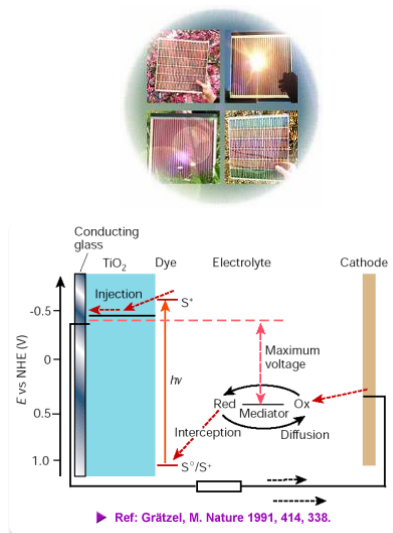 Conducting
glass
TiO₂ Dye Electrolyte Cathode
Injection
S*
-0.5
Maximum
voltage
0
hν
E vs NHE (V)
Red Ox
Mediator
0.5
Interception
Diffusion
1.0
S°/S⁺
Ref: Grätzel, M. Nature 1991, 414, 338.